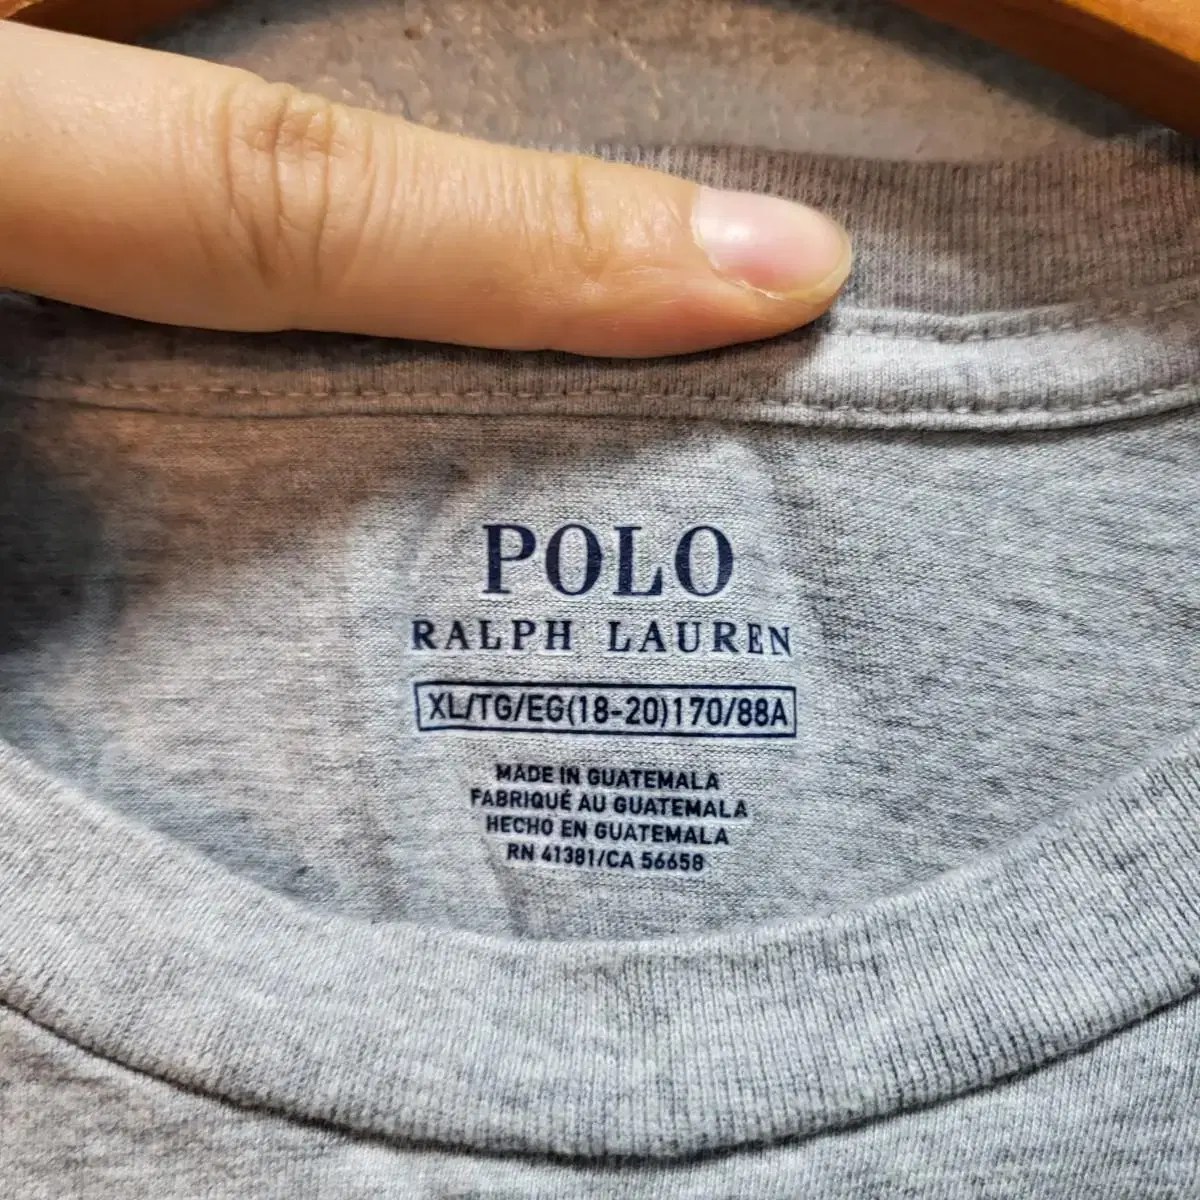 POLO
RALPH LAUREN
XL/TG/EG(18-20)170/88A
MADE IN GUATEMALA
FABRIQUÉ AU GUATEMALA
HECHO EN GUATEMALA
RN 41381/CA 56658